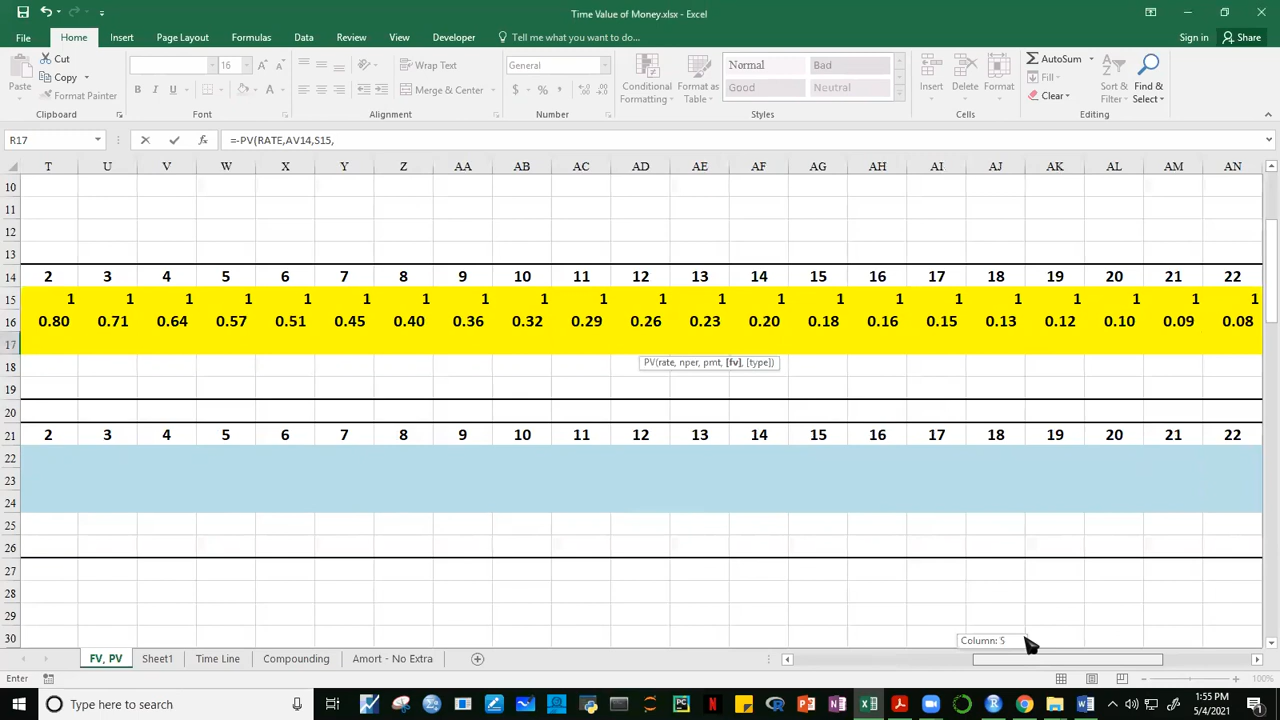 Time Value of Money.xlsx - Excel
File Home Insert Page Layout Formulas Data Review View Developer Tell me what you want to do... Sign in Share
Paste Cut Copy Format Painter Clipboard
16 B I U Font
Wrap Text Merge & Center Alignment
General $ % Number
Conditional Formatting Format as Table Normal Bad Good Neutral Styles
Insert Delete Format Cells
AutoSum Fill Clear Sort & Filter Find & Select Editing
R17 fx =-PV(RATE,AV14,S15,
T U V W X Y Z AA AB AC AD AE AF AG AH AI AJ AK AL AM AN
10
11
12
13
14 2 3 4 5 6 7 8 9 10 11 12 13 14 15 16 17 18 19 20 21 22
15 1 1 1 1 1 1 1 1 1 1 1 1 1 1 1 1 1 1 1 1 1
16 0.80 0.71 0.64 0.57 0.51 0.45 0.40 0.36 0.32 0.29 0.26 0.23 0.20 0.18 0.16 0.15 0.13 0.12 0.10 0.09 0.08
17
18 PV(rate, nper, pmt, [fv], [type])
19
20
21 2 3 4 5 6 7 8 9 10 11 12 13 14 15 16 17 18 19 20 21 22
22
23
24
25
26
27
28
29
30 Column: S
FV, PV Sheet1 Time Line Compounding Amort - No Extra
Enter 100%
Type here to search 1:55 PM
5/4/2021